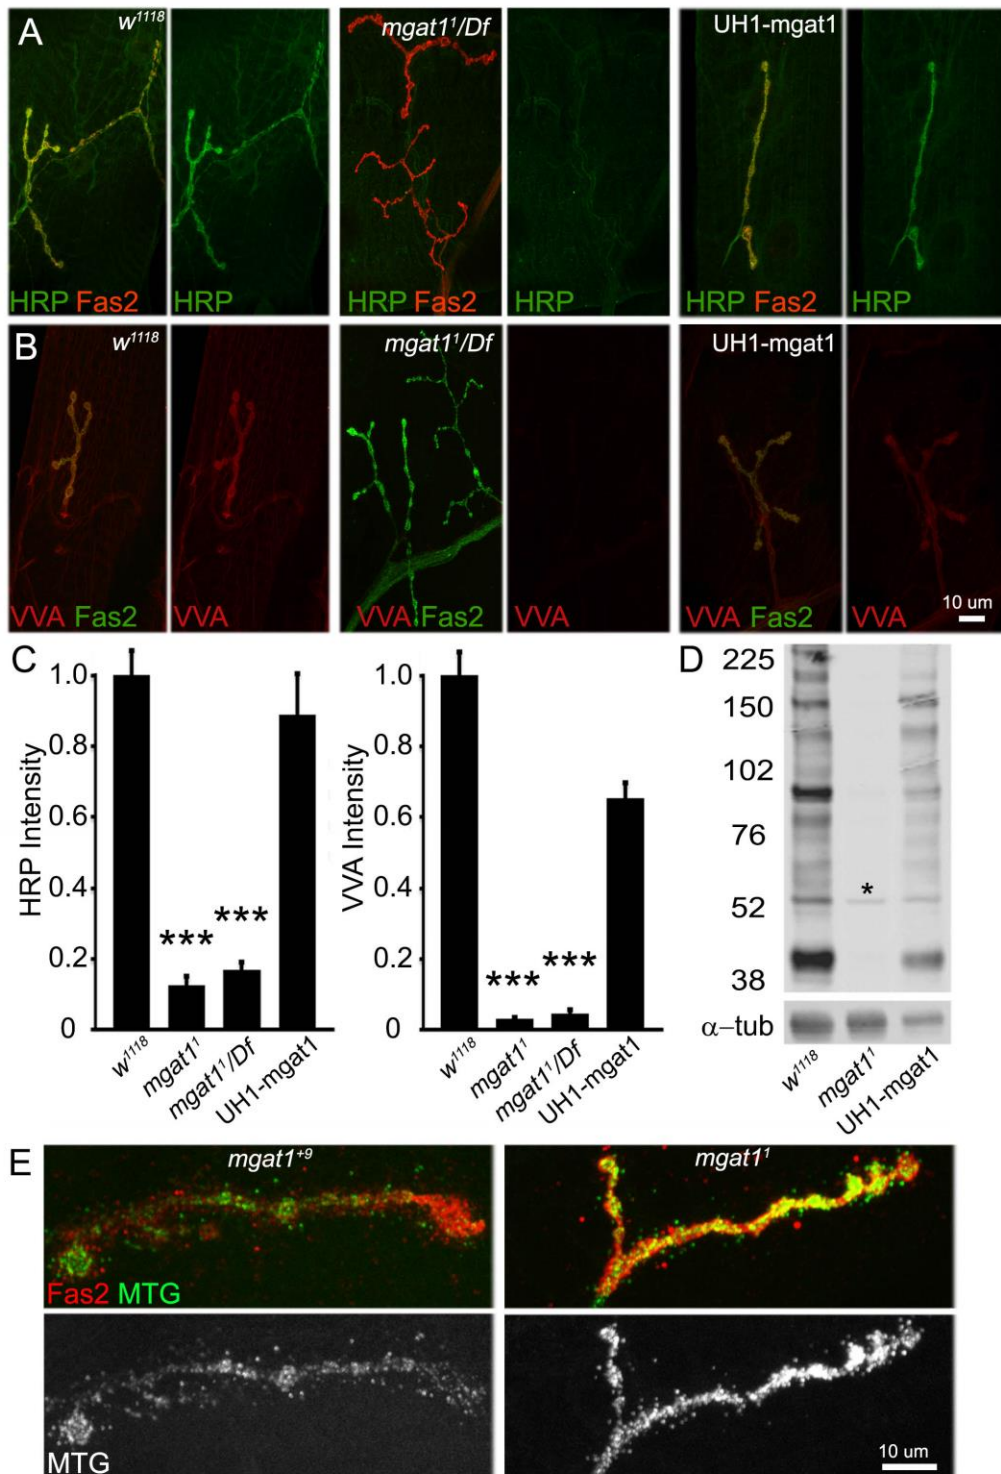 A
w1118
mgat11/Df
UH1-mgat1
HRP Fas2
HRP
HRP Fas2
HRP
HRP Fas2
HRP
B
w1118
mgat11/Df
UH1-mgat1
VVA Fas2
VVA
VVA Fas2
VVA
VVA Fas2
VVA
10 um
C
HRP Intensity
1.0
0.8
0.6
0.4
0.2
0
***
***
w1118
mgat11
mgat11/Df
UH1-mgat1
VVA Intensity
1.0
0.8
0.6
0.4
0.2
0
***
***
w1118
mgat11
mgat11/Df
UH1-mgat1
D
225
150
102
76
52
38
*
α–tub
w1118
mgat11
UH1-mgat1
E
mgat1+9
mgat11
Fas2 MTG
MTG
10 um